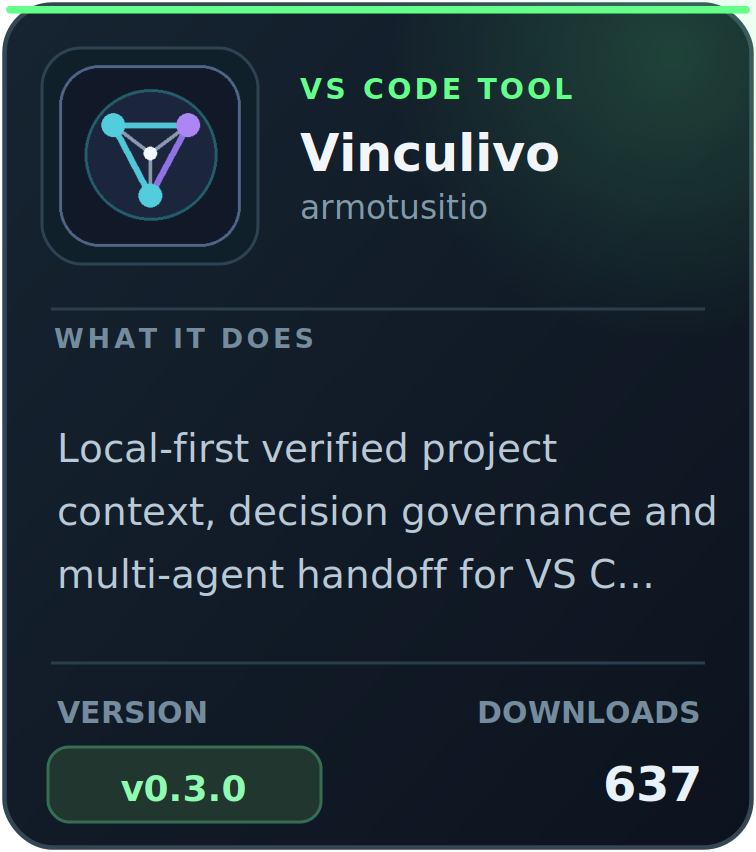 VS CODE TOOL
Vinculivo
armotusitio
WHAT IT DOES
Local-first verified project
context, decision governance and
multi-agent handoff for VS C...
VERSION
DOWNLOADS
v0.3.0
637